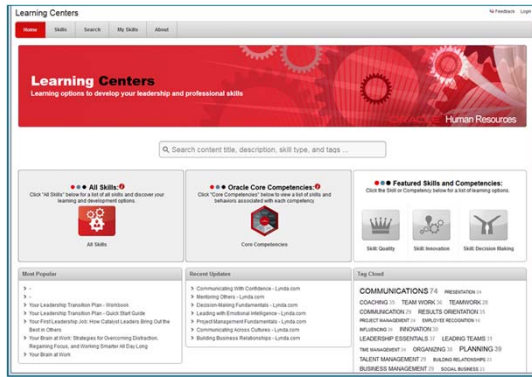 Learning Centers
Feedback Login
Home Skills Search My Skills About
Learning Centers
Learning options to develop your leadership and professional skills
ORACLE Human Resources
Search content title, description, skill type, and tags ...
All Skills:
Click "All Skills" below for a list of all skills and discover your
learning and development options.
All Skills
Oracle Core Competencies:
Click "Core Competencies" below to view a list of skills and
behaviors associated with each competency
Core Competencies
Featured Skills and Competencies:
Click the Skill or Competency below for a list of learning options.
Skill: Quality
Skill: Innovation
Skill: Decision Making
Most Popular
-
-
Your Leadership Transition Plan - Workbook
Your Leadership Transition Plan - Quick Start Guide
Your First Leadership Job: How Catalyst Leaders Bring Out the
Best in Others
Your Brain at Work: Strategies for Overcoming Distraction,
Regaining Focus, and Working Smarter All Day Long
Your Brain at Work
Recent Updates
Communicating With Confidence - Lynda.com
Mentoring Others - Lynda.com
Decision-Making Fundamentals - Lynda.com
Leading with Emotional Intelligence - Lynda.com
Project Management Fundamentals - Lynda.com
Communicating Across Cultures - Lynda.com
Building Business Relationships - Lynda.com
Tag Cloud
COMMUNICATIONS 74 PRESENTATION
COACHING TEAM WORK TEAMWORK
COMMUNICATION RESULTS ORIENTATION
PROJECT MANAGEMENT EMPLOYEE RECOGNITION
INFLUENCING INNOVATION
LEADERSHIP ESSENTIALS LEADING TEAMS
TIME MANAGEMENT ORGANIZING PLANNING
TALENT MANAGEMENT BUILDING RELATIONSHIPS
BUSINESS MANAGEMENT SOCIAL BUSINESS